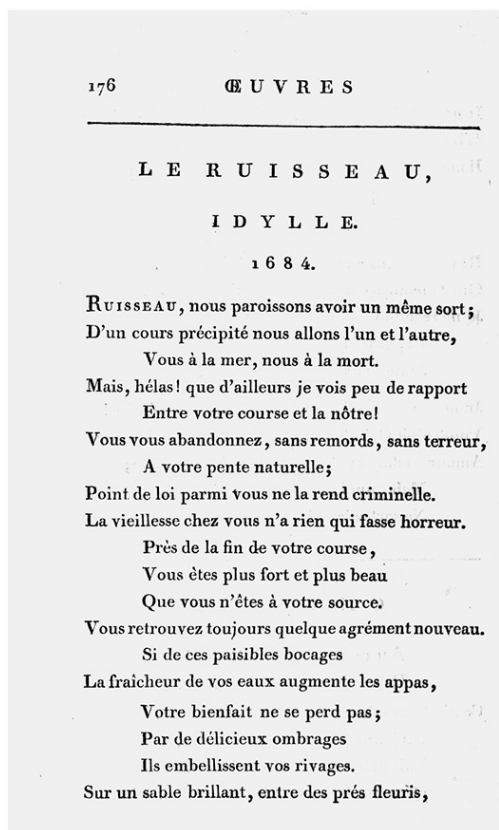 176 ŒUVRES
LE RUISSEAU,
IDYLLE.
1684.
RUISSEAU, nous paroissons avoir un même sort;
D'un cours précipité nous allons l'un et l'autre,
Vous à la mer, nous à la mort.
Mais, hélas! que d'ailleurs je vois peu de rapport
Entre votre course et la nôtre!
Vous vous abandonnez, sans remords, sans terreur,
A votre pente naturelle;
Point de loi parmi vous ne la rend criminelle.
La vieillesse chez vous n'a rien qui fasse horreur.
Près de la fin de votre course,
Vous êtes plus fort et plus beau
Que vous n'êtes à votre source.
Vous retrouvez toujours quelque agrément nouveau.
Si de ces paisibles bocages
La fraîcheur de vos eaux augmente les appas,
Votre bienfait ne se perd pas;
Par de délicieux ombrages
Ils embellissent vos rivages.
Sur un sable brillant, entre des prés fleuris,